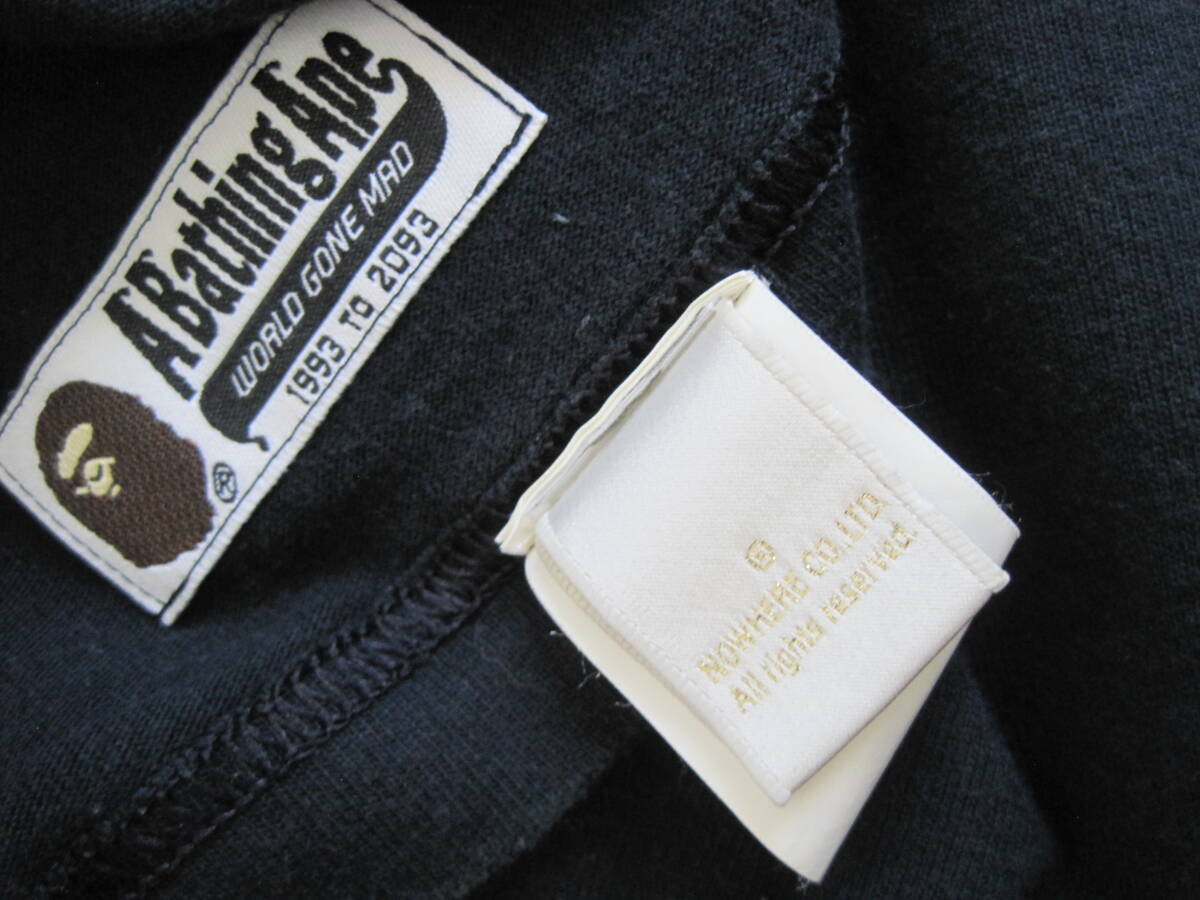 A Bathing Ape
WORLD GONE MAD
1993 TO 2093
®
NOWHERE CO.LTD.
All rights reserved.